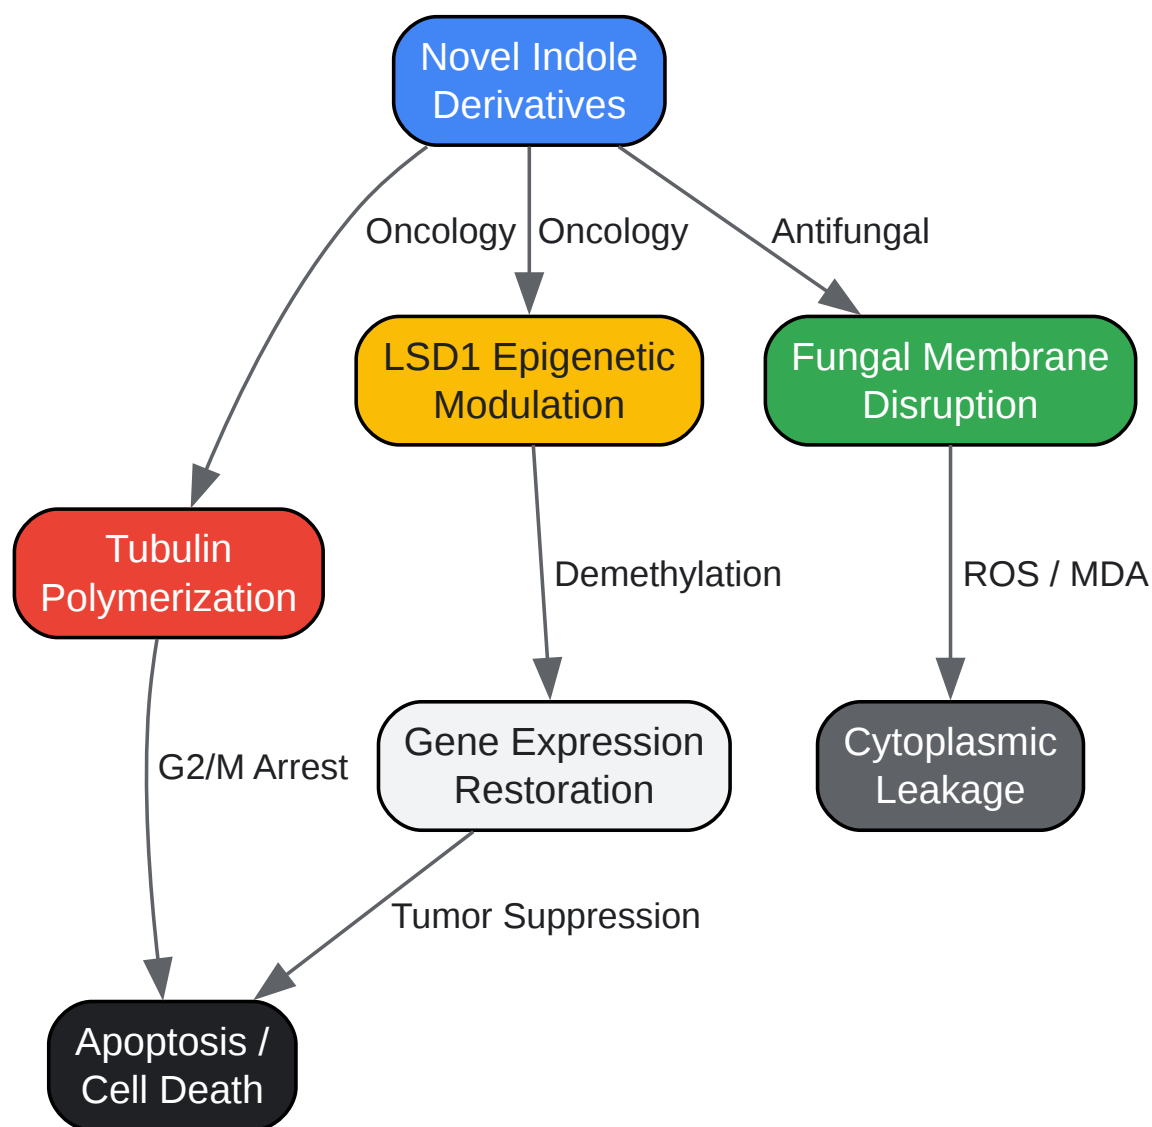 Novel Indole
Derivatives
Oncology
Oncology
Antifungal
LSD1 Epigenetic
Modulation
Fungal Membrane
Disruption
Tubulin
Polymerization
Demethylation
ROS / MDA
G2/M Arrest
Gene Expression
Restoration
Cytoplasmic
Leakage
Tumor Suppression
Apoptosis /
Cell Death